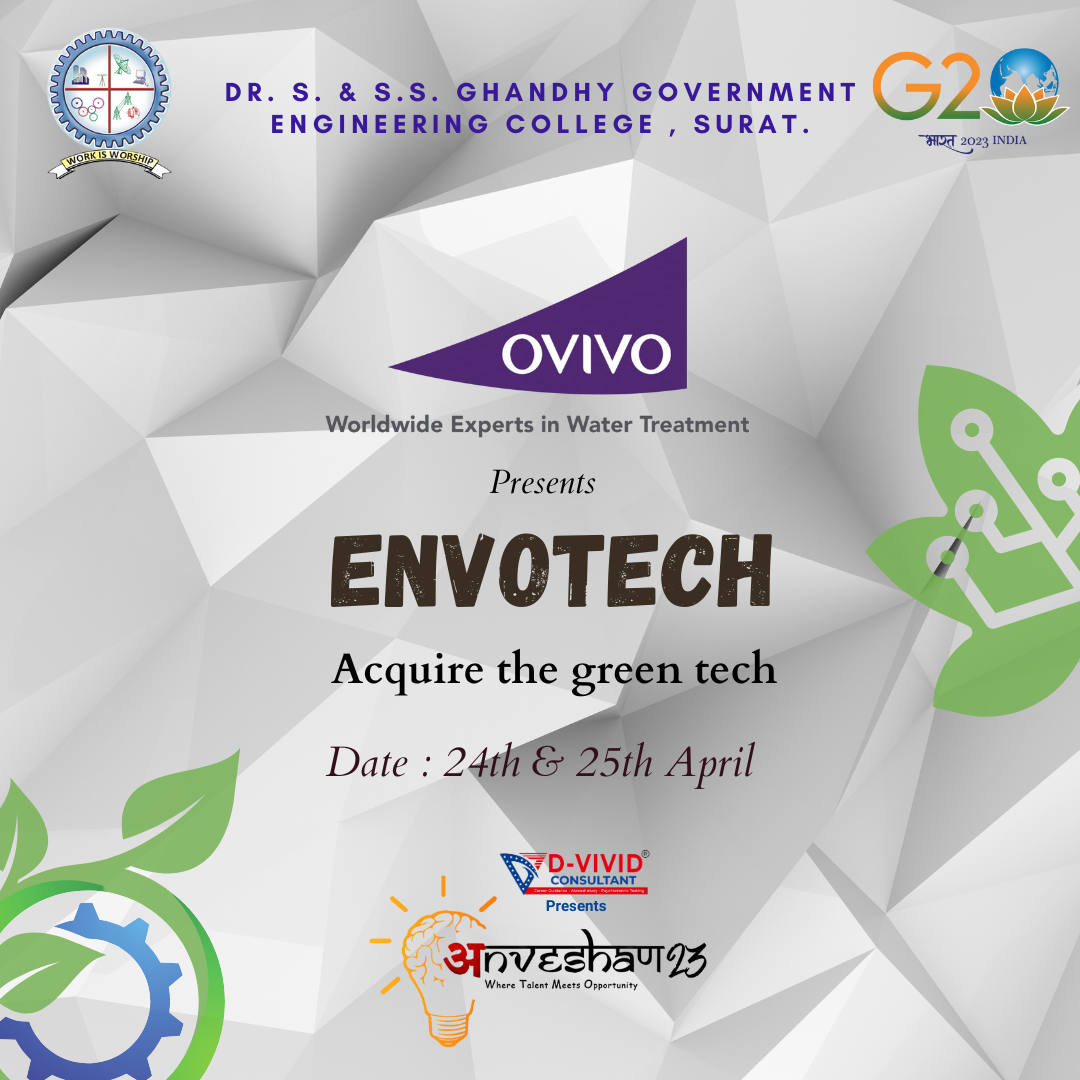 WORK IS WORSHIP
DR. S. & S.S. GHANDHY GOVERNMENT
ENGINEERING COLLEGE , SURAT.
G20
भारत 2023 INDIA
OVIVO
Worldwide Experts in Water Treatment
Presents
ENVOTECH
Acquire the green tech
Date : 24th & 25th April
D-VIVID®
CONSULTANT
Presents
अnveshaण23
Where Talent Meets Opportunity